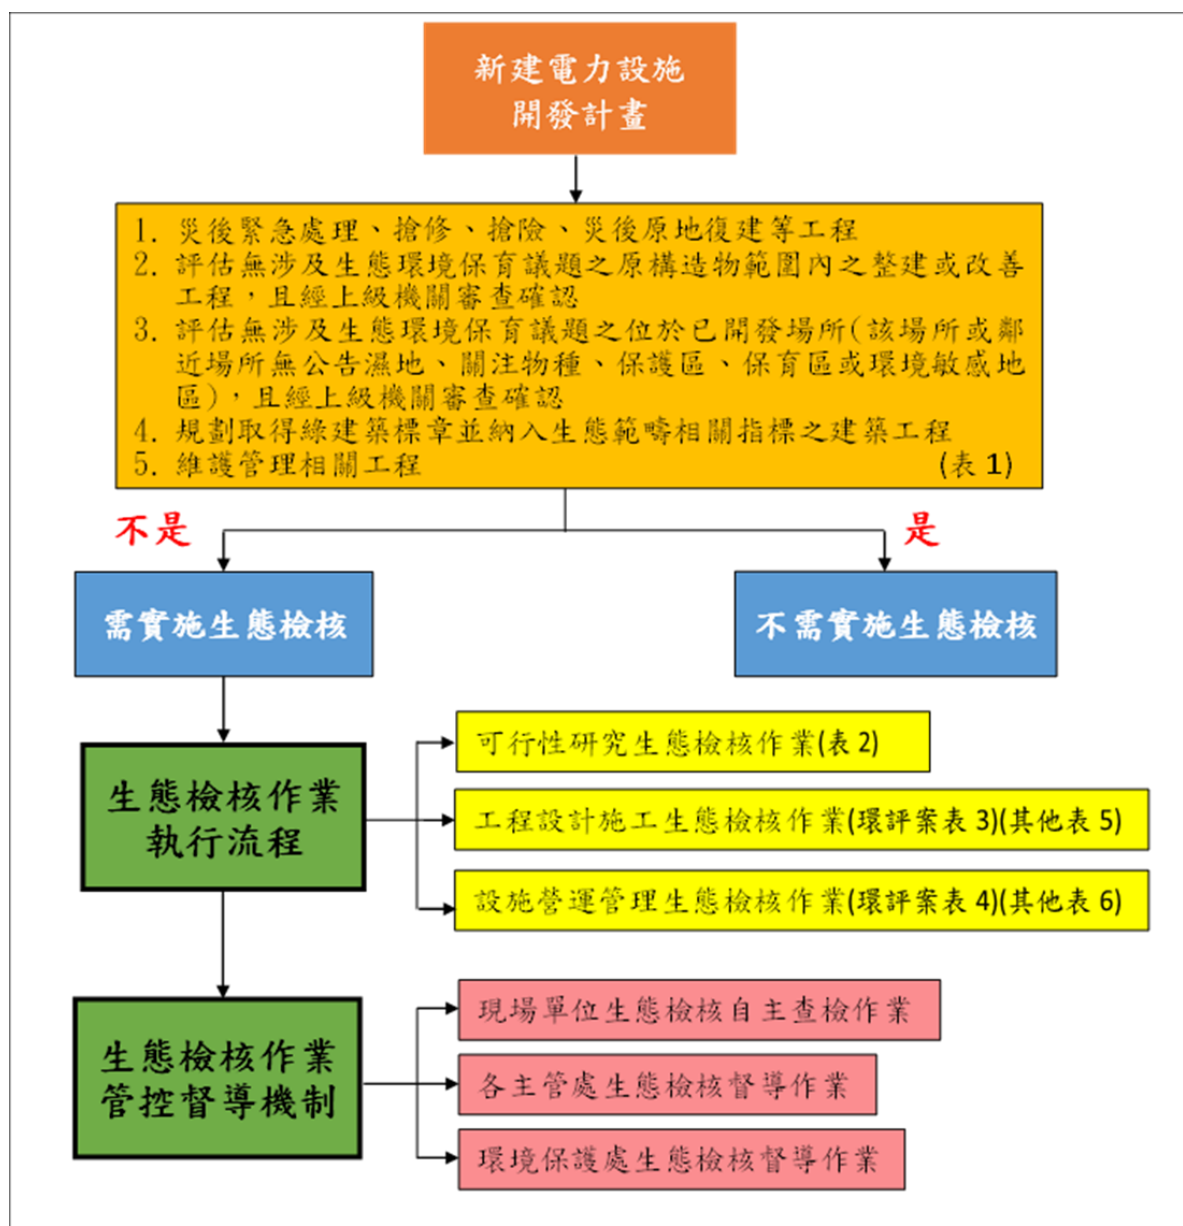 新建電力設施
開發計畫
1. 災後緊急處理、搶修、搶險、災後原地復建等工程
2. 評估無涉及生態環境保育議題之原構造物範圍內之整建或改善
工程，且經上級機關審查確認
3. 評估無涉及生態環境保育議題之位於已開發場所(該場所或鄰
近場所無公告濕地、關注物種、保護區、保育區或環境敏感地
區)，且經上級機關審查確認
4. 規劃取得綠建築標章並納入生態範疇相關指標之建築工程
5. 維護管理相關工程 (表 1)
不是
是
需實施生態檢核
不需實施生態檢核
生態檢核作業
執行流程
可行性研究生態檢核作業(表 2)
工程設計施工生態檢核作業(環評案表 3)(其他表 5)
設施營運管理生態檢核作業(環評案表 4)(其他表 6)
生態檢核作業
管控督導機制
現場單位生態檢核自主查檢作業
各主管處生態檢核督導作業
環境保護處生態檢核督導作業